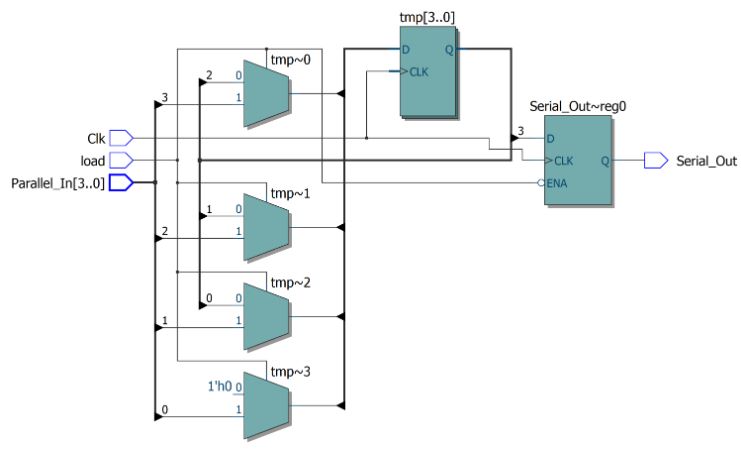 tmp[3..0]
D Q
>CLK
tmp~0
2 0
3 1
Serial_Out~reg0
Clk
3 D
load
>CLK Q Serial_Out
Parallel_In[3..0]
ENA
tmp~1
1 0
2 1
tmp~2
0 0
1 1
tmp~3
1'h0 0
0 1